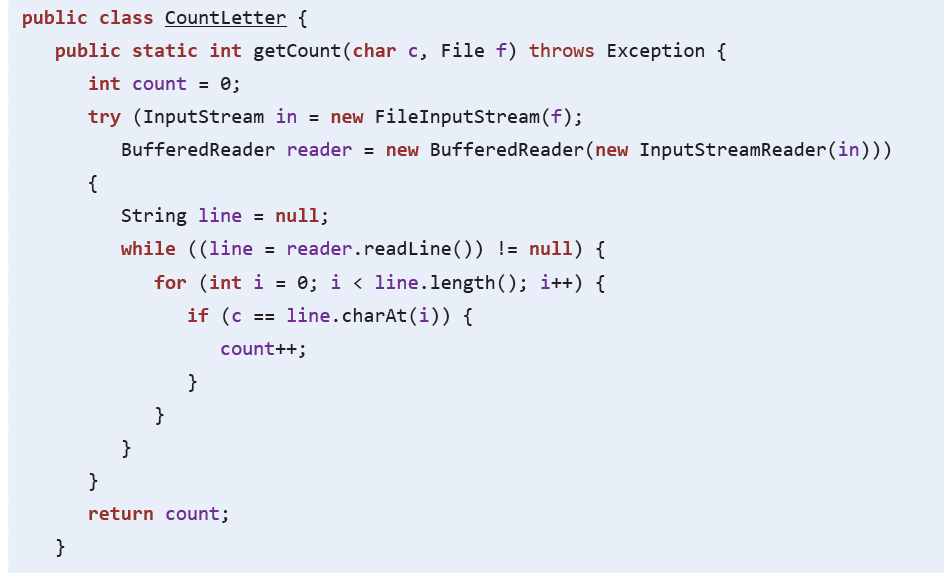 public class CountLetter {
public static int getCount(char c, File f) throws Exception {
int count = 0;
try (InputStream in = new FileInputStream(f);
BufferedReader reader = new BufferedReader(new InputStreamReader(in)))
{
String line = null;
while ((line = reader.readLine()) != null) {
for (int i = 0; i < line.length(); i++) {
if (c == line.charAt(i)) {
count++;
}
}
}
}
return count;
}